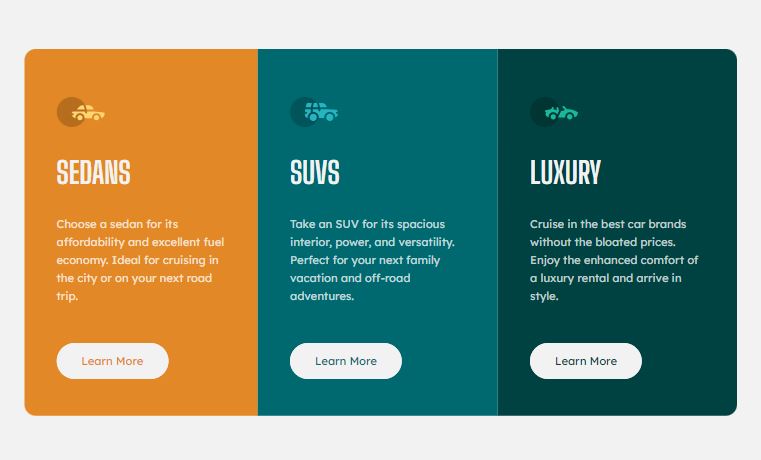 SEDANS
Choose a sedan for its
affordability and excellent fuel
economy. Ideal for cruising in
the city or on your next road
trip.
Learn More
SUVS
Take an SUV for its spacious
interior, power, and versatility.
Perfect for your next family
vacation and off-road
adventures.
Learn More
LUXURY
Cruise in the best car brands
without the bloated prices.
Enjoy the enhanced comfort of
a luxury rental and arrive in
style.
Learn More